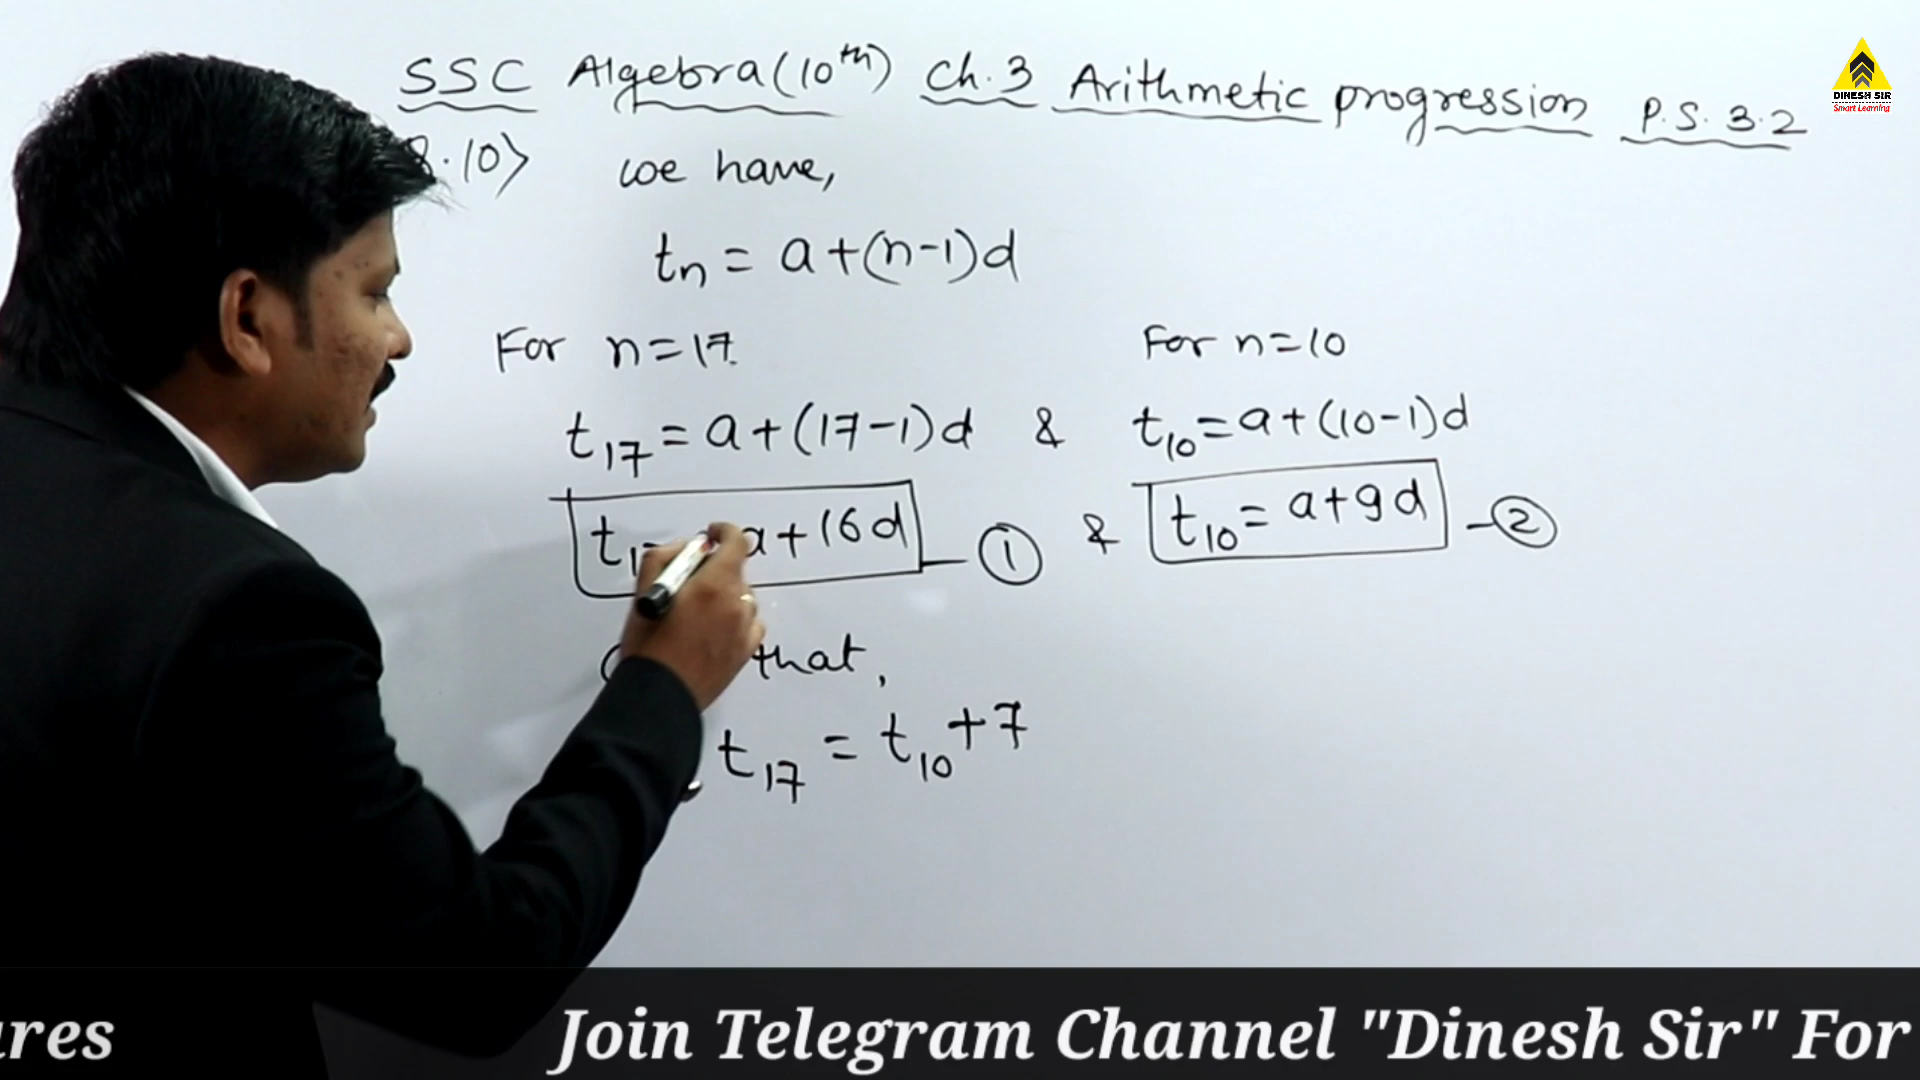 SSC Algebra (10th) Ch.3 Arithmetic progression P.S. 3.2
DINESH SIR
Smart Learning
.10> we have,
tn = a+(n-1)d
For n=17. For n=10
t17 = a+(17-1)d & t10 = a+(10-1)d
a+16d - 1 & t10 = a+9d - 2
that,
t17 = t10 + 7
ares Join Telegram Channel "Dinesh Sir" For